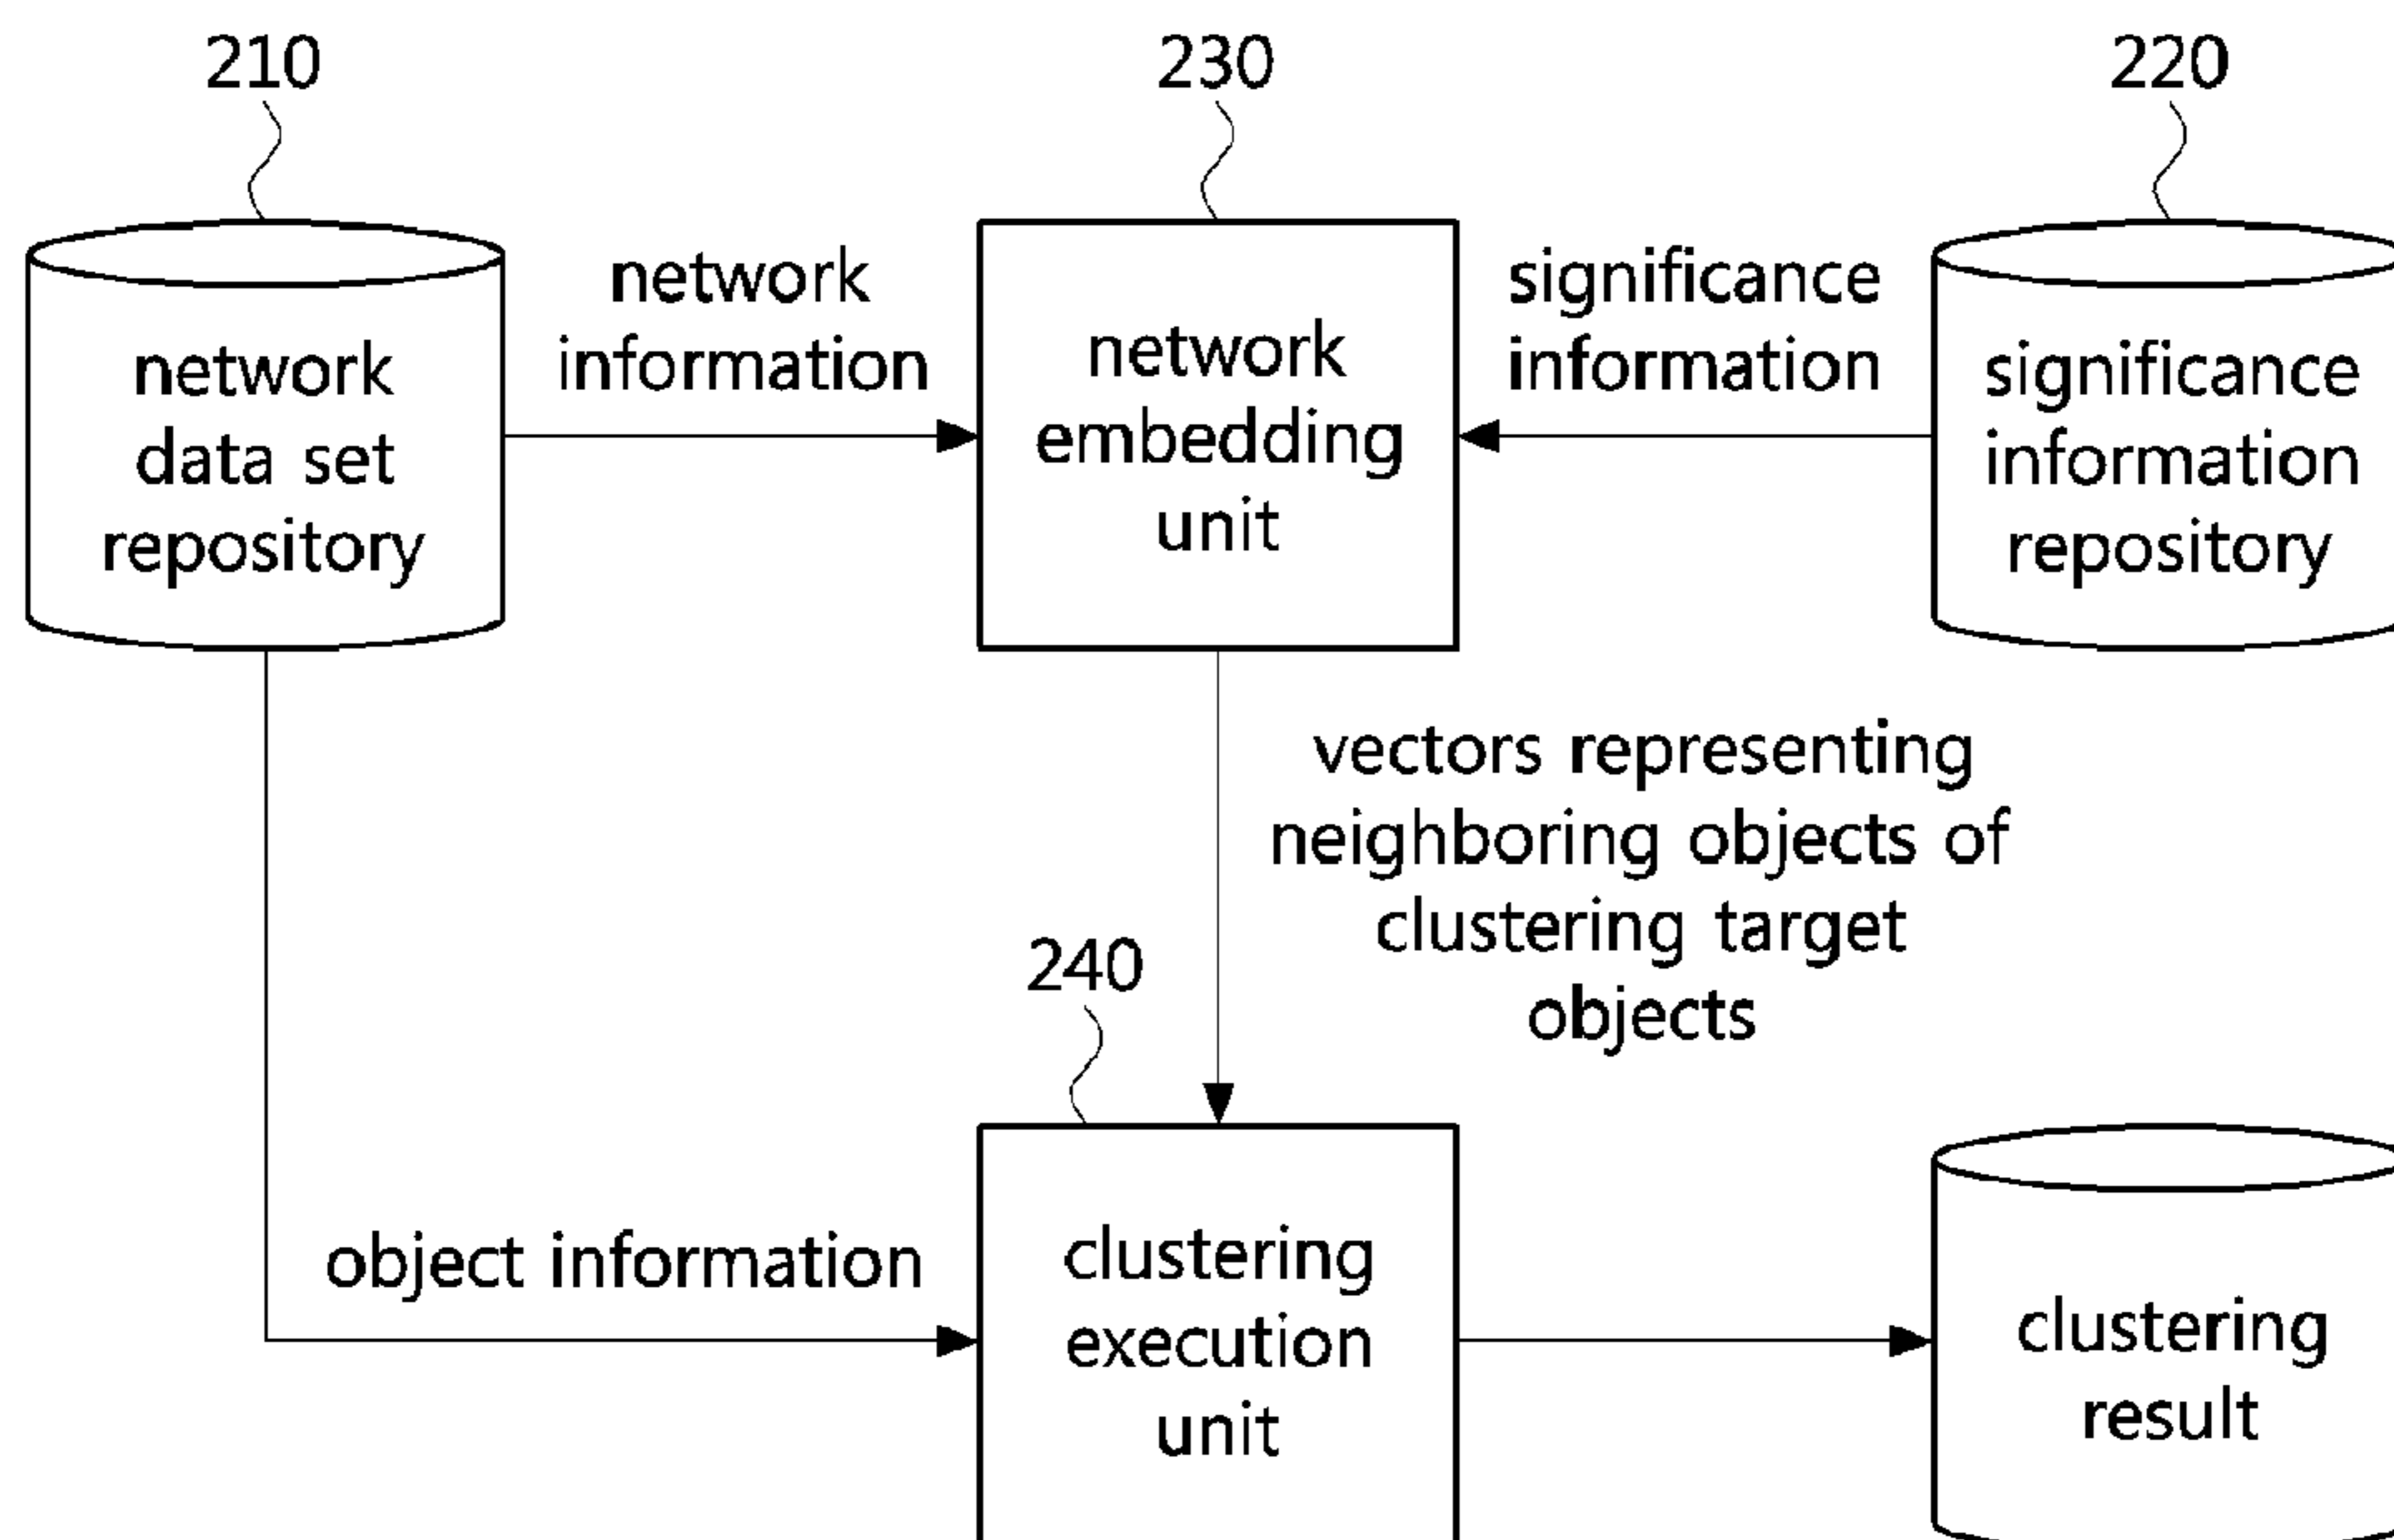 210
230
220
network
data set
repository
network
information
network
embedding
unit
significance
information
significance
information
repository
vectors representing
neighboring objects of
clustering target
objects
240
object information
clustering
execution
unit
clustering
result